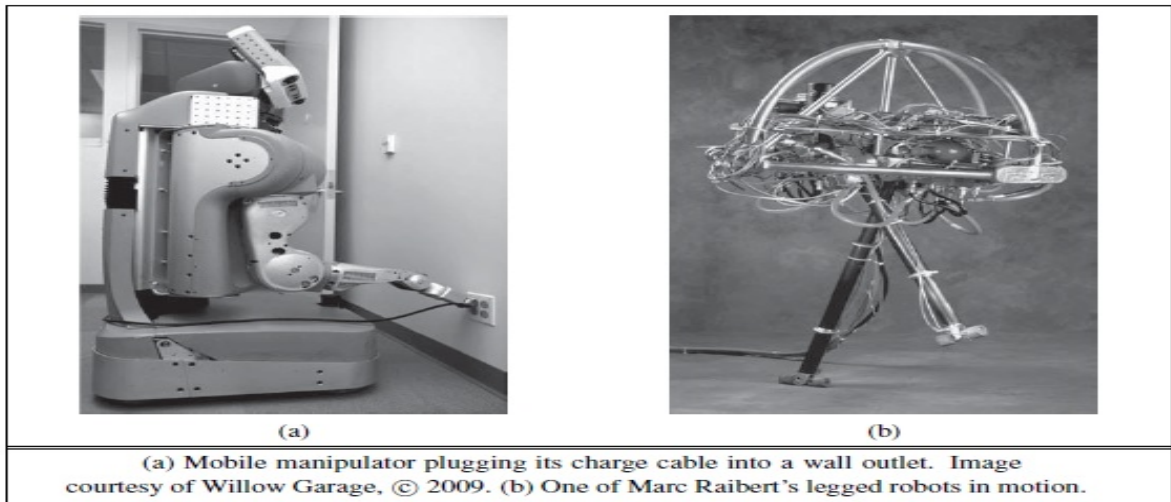 (a)
(b)
(a) Mobile manipulator plugging its charge cable into a wall outlet. Image
courtesy of Willow Garage, © 2009. (b) One of Marc Raibert's legged robots in motion.